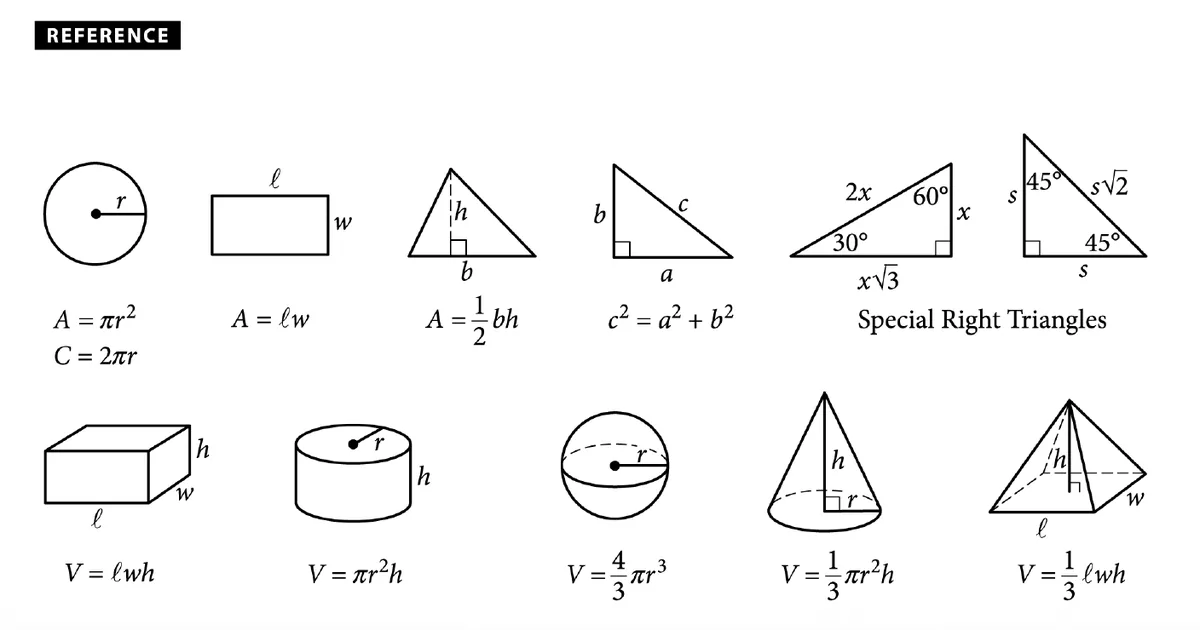 REFERENCE
r
ℓ
w
h
b
b
c
a
2x
60°
x
30°
x√3
s
45°
s√2
45°
s
A = πr²
C = 2πr
A = ℓw
A = 1/2 bh
c² = a² + b²
Special Right Triangles
h
w
ℓ
r
h
r
h
r
h
w
ℓ
V = ℓwh
V = πr²h
V = 4/3 πr³
V = 1/3 πr²h
V = 1/3 ℓwh